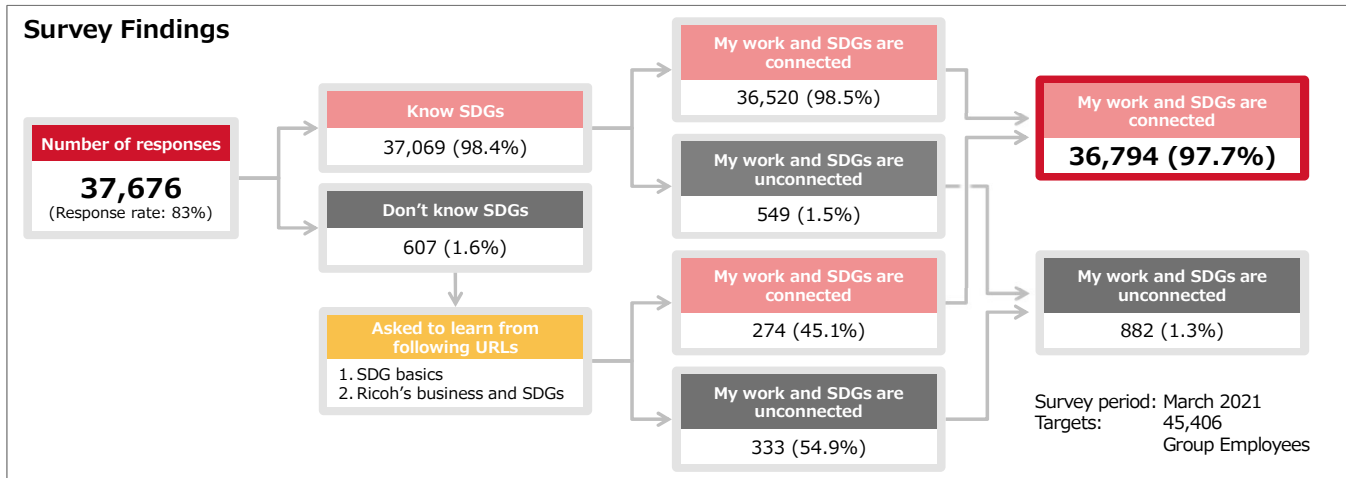 Survey Findings
Number of responses
37,676
(Response rate: 83%)
Know SDGs
37,069 (98.4%)
Don't know SDGs
607 (1.6%)
Asked to learn from
following URLs
1. SDG basics
2. Ricoh's business and SDGs
My work and SDGs are
connected
36,520 (98.5%)
My work and SDGs are
unconnected
549 (1.5%)
My work and SDGs are
connected
274 (45.1%)
My work and SDGs are
unconnected
333 (54.9%)
My work and SDGs are
connected
36,794 (97.7%)
My work and SDGs are
unconnected
882 (1.3%)
Survey period: March 2021
Targets: 45,406
Group Employees